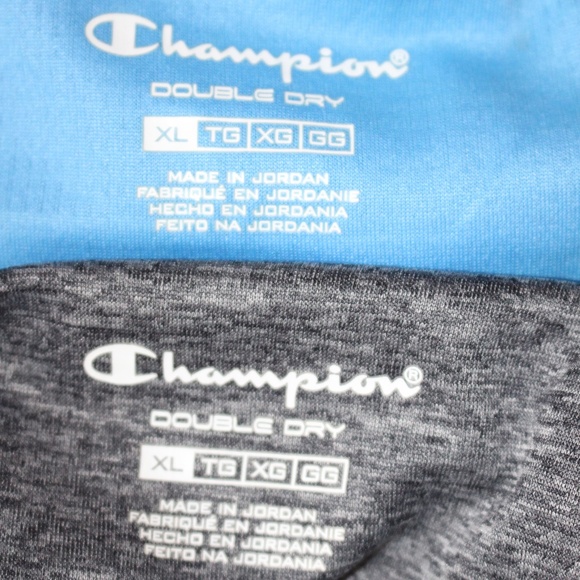 Champion®
DOUBLE DRY
XL TG XG GG
MADE IN JORDAN
FABRIQUÉ EN JORDANIE
HECHO EN JORDANIA
FEITO NA JORDANIA
Champion®
DOUBLE DRY
XL TG XG GG
MADE IN JORDAN
FABRIQUÉ EN JORDANIE
HECHO EN JORDANIA
FEITO NA JORDANIA